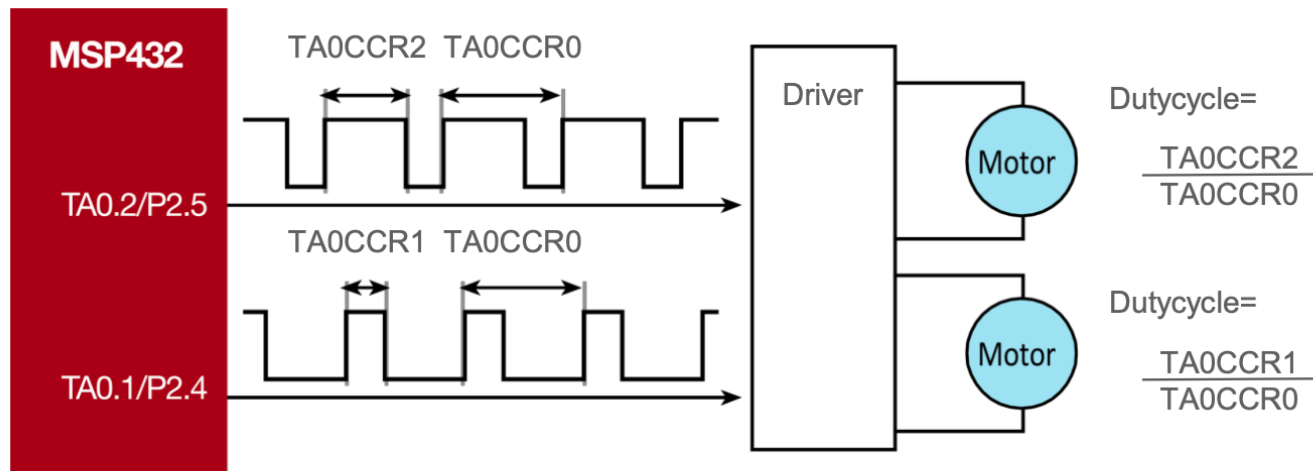 MSP432
TA0CCR2 TA0CCR0
TA0.2/P2.5
TA0CCR1 TA0CCR0
TA0.1/P2.4
Driver
Motor
Dutycycle=
TA0CCR2
TA0CCR0
Motor
Dutycycle=
TA0CCR1
TA0CCR0